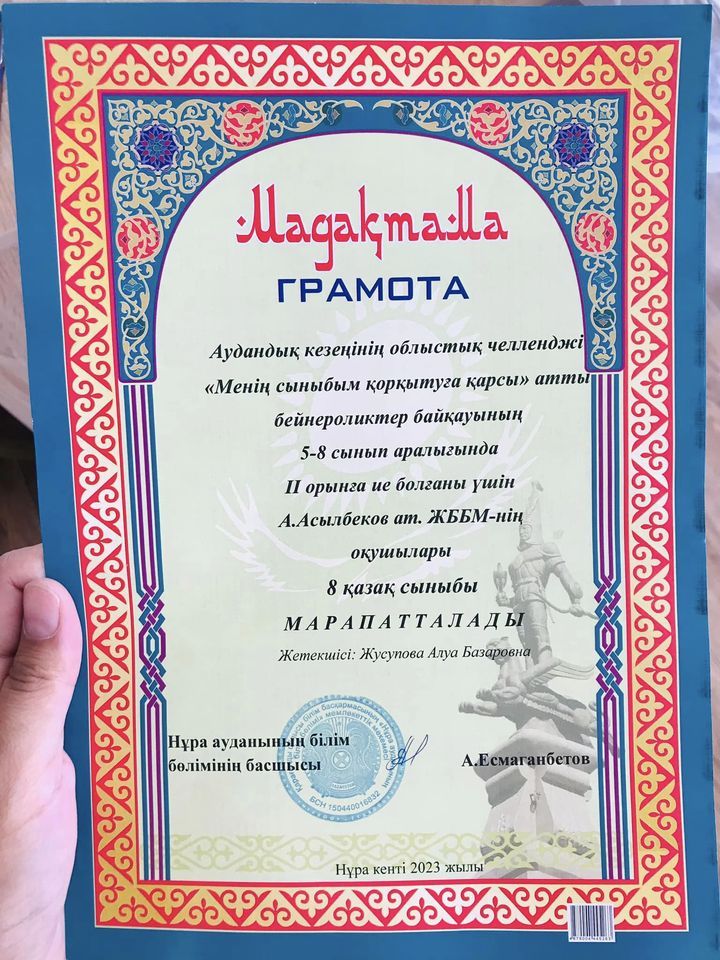 Мадақтама
ГРАМОТА
Аудандық кезеңінің облыстық челленджі
«Менің сыныбым қорқытуға қарсы» атты
бейнероликтер байқауының
5-8 сынып аралығында
II орынға ие болғаны үшін
А.Асылбеков ат. ЖББМ-нің
оқушылары
8 қазақ сыныбы
МАРАПАТТАЛАДЫ
Жетекшісі: Жусупова Алуа Базаровна
Нұра ауданының білім
бөлімінің басшысы
А.Есмаганбетов
БСН 150440016832
Нұра кенті 2023 жылы